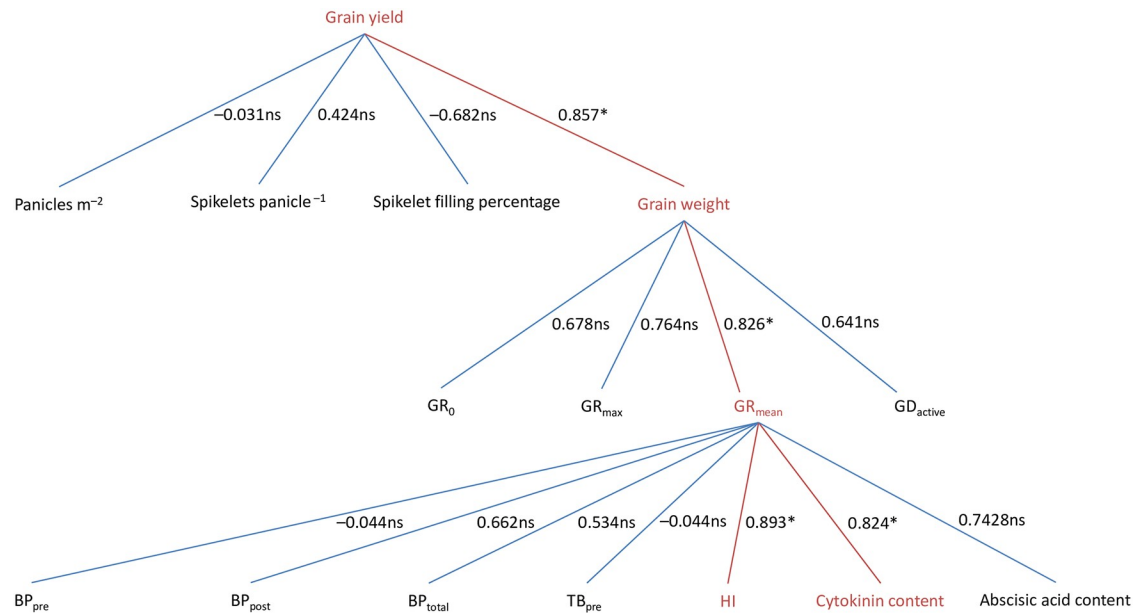 Grain yield
–0.031ns 0.424ns –0.682ns 0.857*
Panicles m⁻² Spikelets panicle⁻¹ Spikelet filling percentage Grain weight
0.678ns 0.764ns 0.826* 0.641ns
GR₀ GRmax GRmean GDactive
–0.044ns 0.662ns 0.534ns –0.044ns 0.893* 0.824* 0.7428ns
BPpre BPpost BPtotal TBpre HI Cytokinin content Abscisic acid content